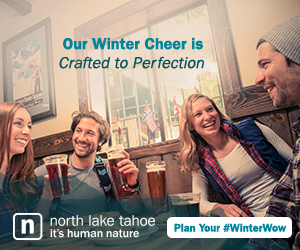 Our Winter Cheer is
Crafted to Perfection
n
north lake tahoe
it's human nature
Plan Your #WinterWow